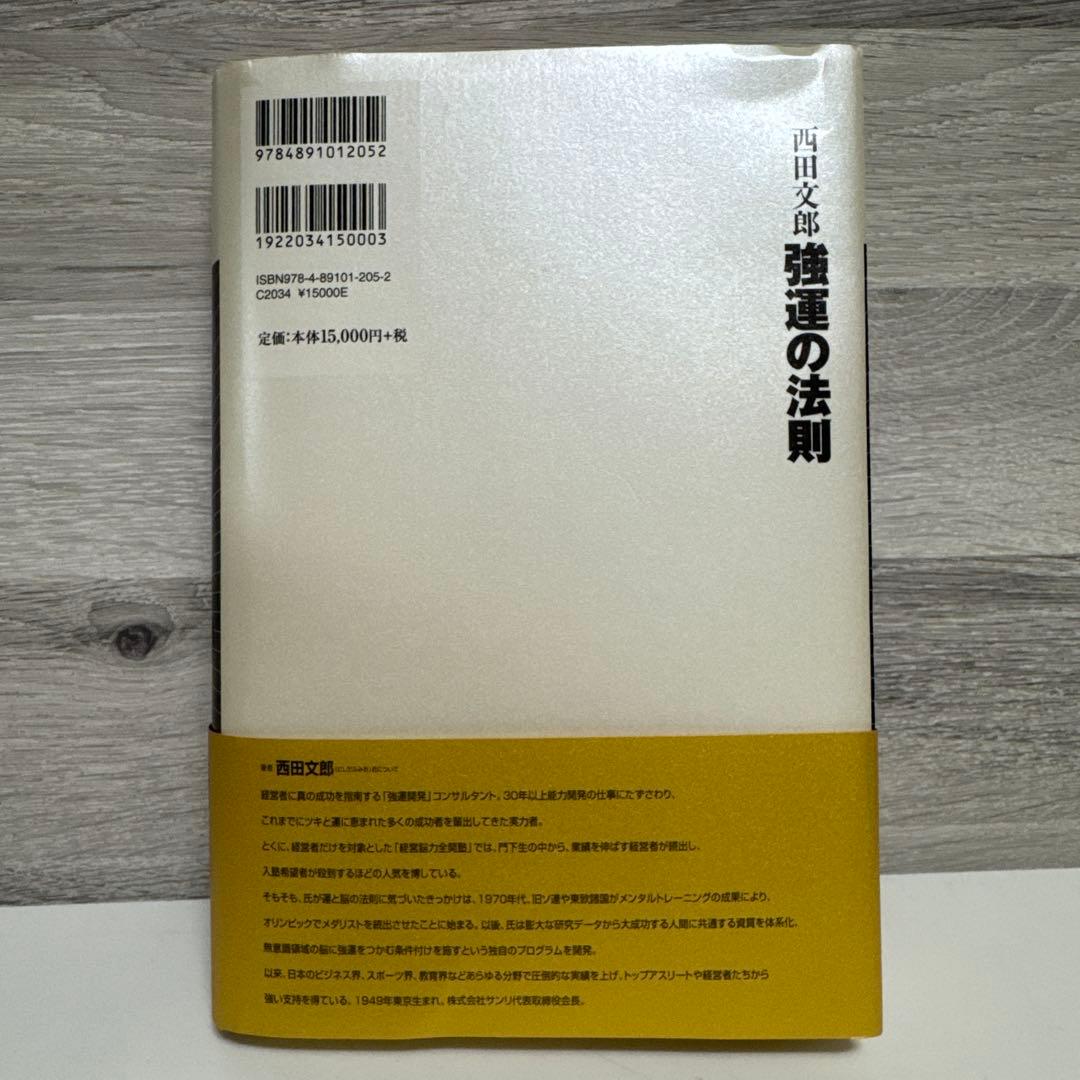 9784891012052
1922034150003
ISBN978-4-89101-205-2
C2034 ¥15000E
定価:本体15,000円+税
西田文郎
強運の法則
著者 西田文郎(にしだふみお)氏について
経営者に真の成功を指南する「強運開発」コンサルタント。30年以上能力開発の仕事にたずさわり、
これまでにツキと運に恵まれた多くの成功者を輩出してきた実力者。
とくに、経営者だけを対象とした「経営脳力全開塾」では、門下生の中から、業績を伸ばす経営者が続出し、
入塾希望者が殺到するほどの人気を博している。
そもそも、氏が運と脳の法則に気づいたきっかけは、1970年代、旧ソ連や東欧諸国がメンタルトレーニングの成果により、
オリンピックでメダリストを続出させたことに始まる。以後、氏は膨大な研究データから大成功する人間に共通する資質を体系化、
無意識領域の脳に強運をつかむ条件付けを施すという独自のプログラムを開発。
以来、日本のビジネス界、スポーツ界、教育界などあらゆる分野で圧倒的な実績を上げ、トップアスリートや経営者たちから
強い支持を得ている。1949年東京生まれ。株式会社サンリ代表取締役会長。